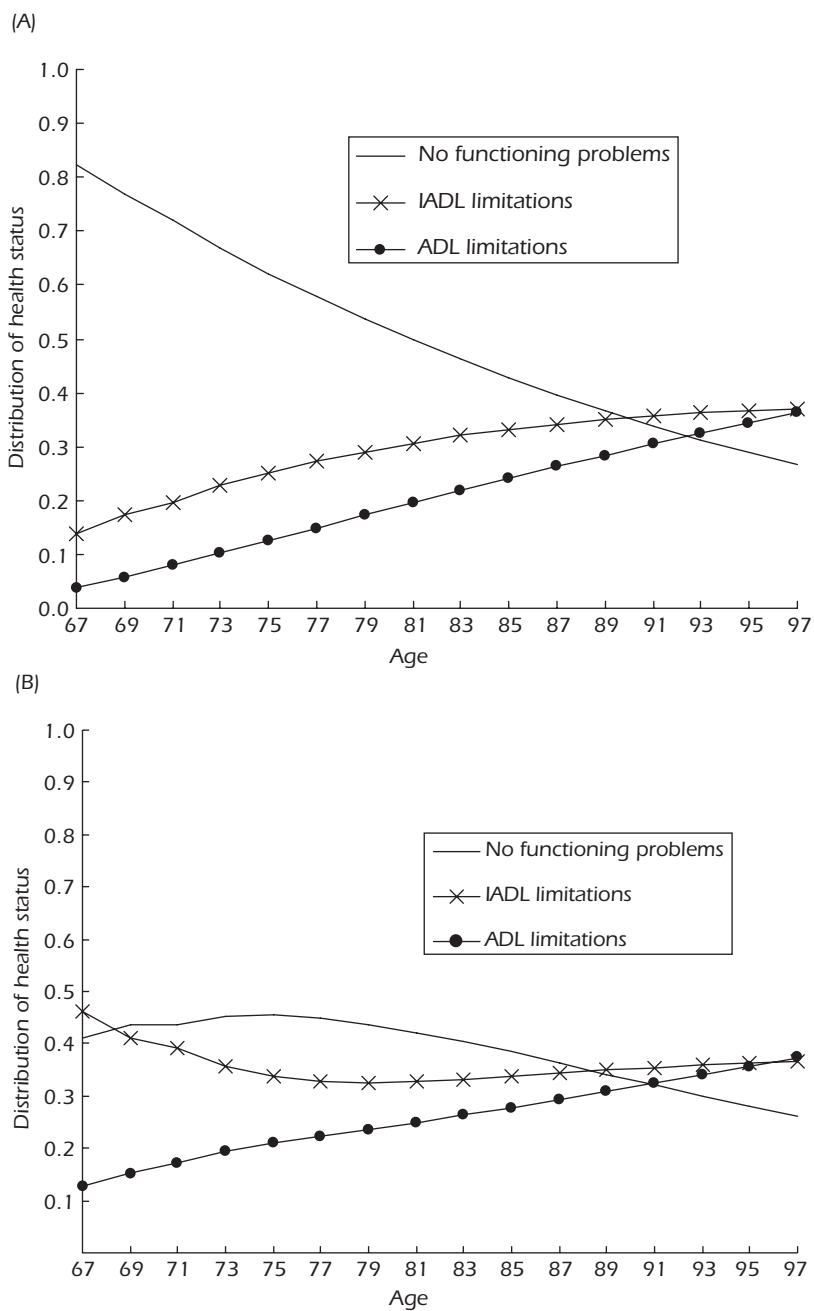 (A)
1.0
0.9
0.8
0.7
0.6
0.5
0.4
0.3
0.2
0.1
0.0
Distribution of health status
No functioning problems
IADL limitations
ADL limitations
67 69 71 73 75 77 79 81 83 85 87 89 91 93 95 97
Age
(B)
1.0
0.9
0.8
0.7
0.6
0.5
0.4
0.3
0.2
0.1
Distribution of health status
No functioning problems
IADL limitations
ADL limitations
67 69 71 73 75 77 79 81 83 85 87 89 91 93 95 97
Age